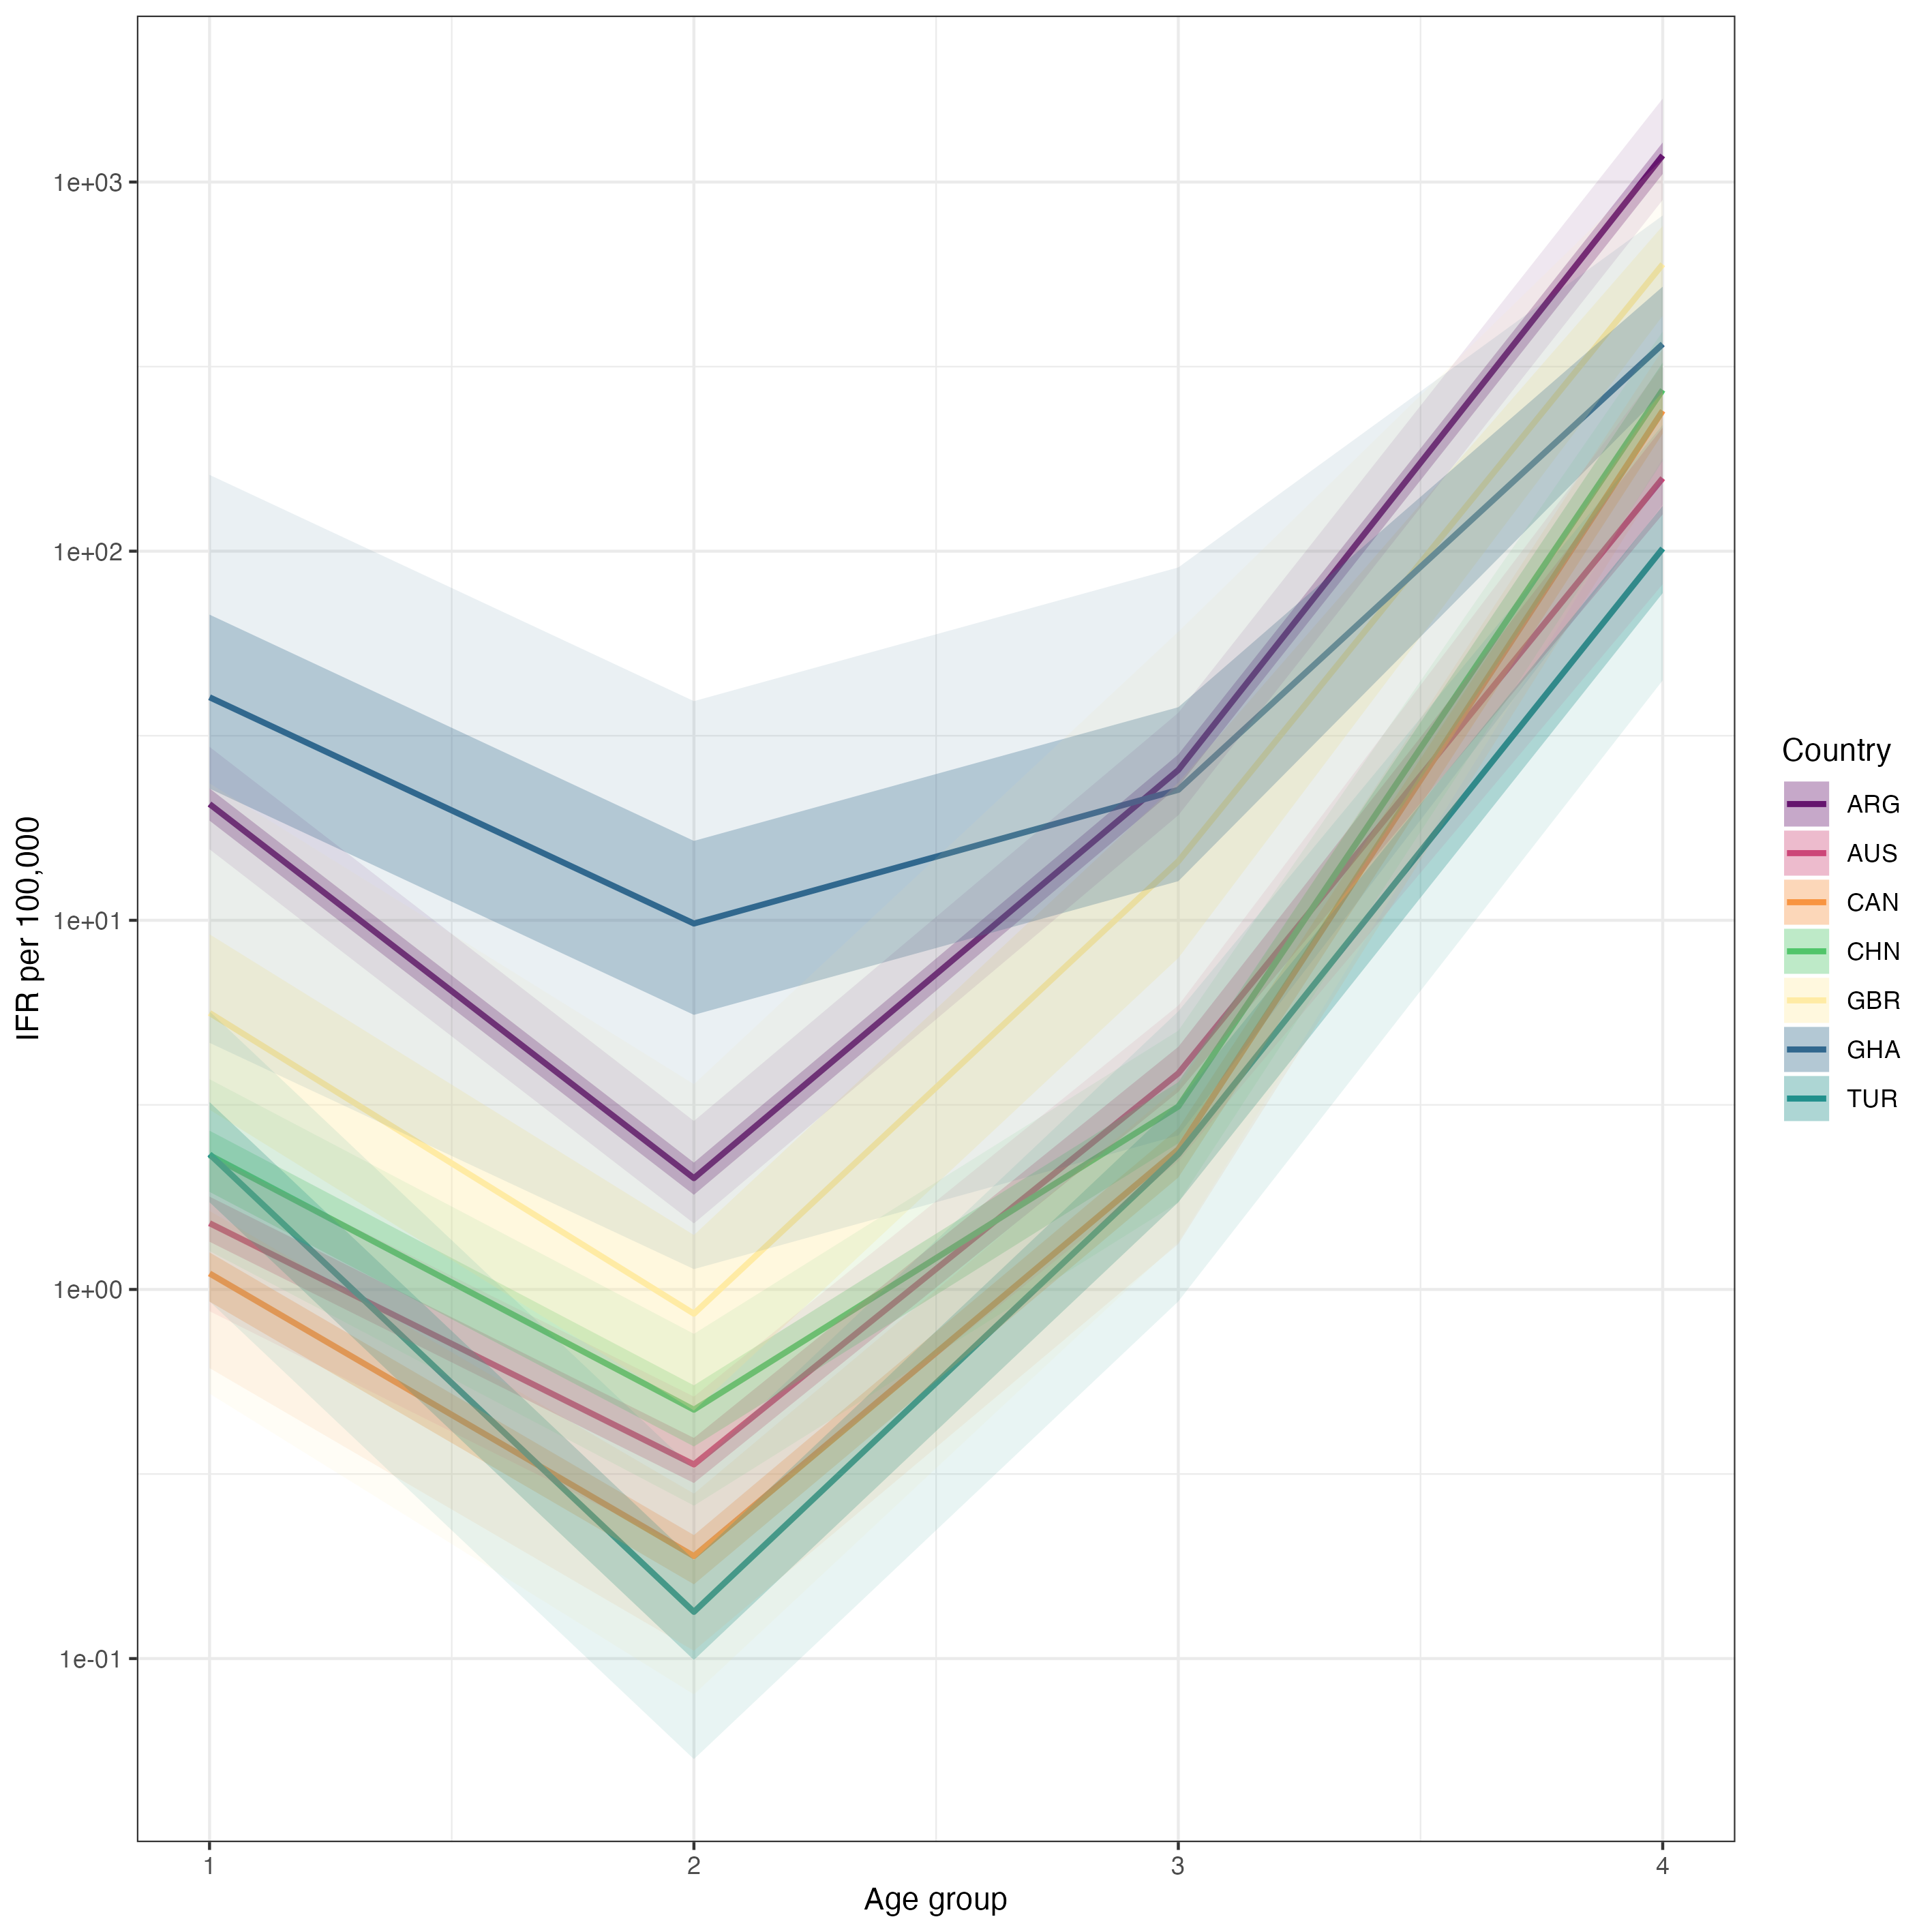 IFR per 100,000
1e+03
1e+02
1e+01
1e+00
1e-01
1
2
3
4
Age group
Country
ARG
AUS
CAN
CHN
GBR
GHA
TUR